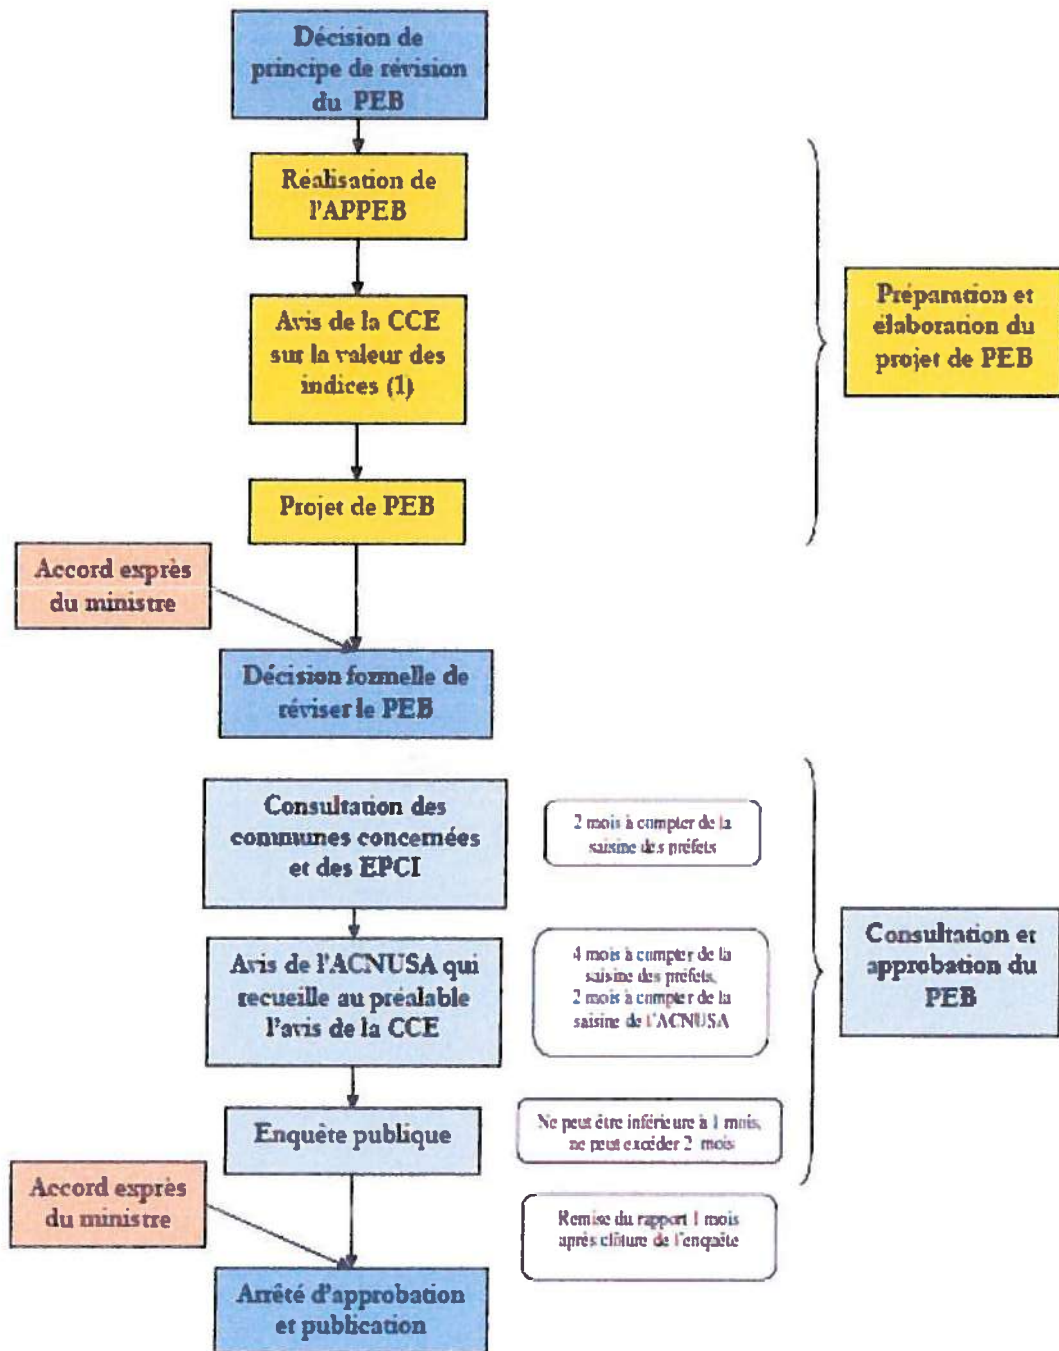 Décision de
principe de révision
du PEB
Réalisation de
l'APPEB
Avis de la CCE
sur la valeur des
indices (1)
Projet de PEB
Préparation et
élaboration du
projet de PEB
Accord exprès
du ministre
Décision formelle de
réviser le PEB
Consultation des
communes concernées
et des EPCI
2 mois à compter de la
saisine des préfets
Avis de l'ACNUSA qui
recueille au préalable
l'avis de la CCE
4 mois à compter de la
saisine des préfets,
2 mois à compter de la
saisine de l'ACNUSA
Consultation et
approbation du
PEB
Enquête publique
Ne peut être inférieure à 1 mois,
ne peut excéder 2 mois
Accord exprès
du ministre
Remise du rapport 1 mois
après clôture de l'enquête
Arrêté d'approbation
et publication